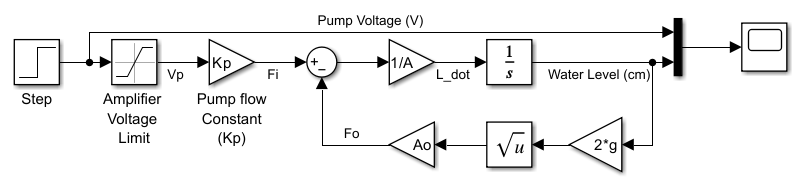 Pump Voltage (V)
Kp
+
−
1/A
1
s
Vp
Fi
L_dot
Water Level (cm)
Step
Amplifier
Voltage
Limit
Pump flow
Constant
(Kp)
Fo
Ao
√u
2*g